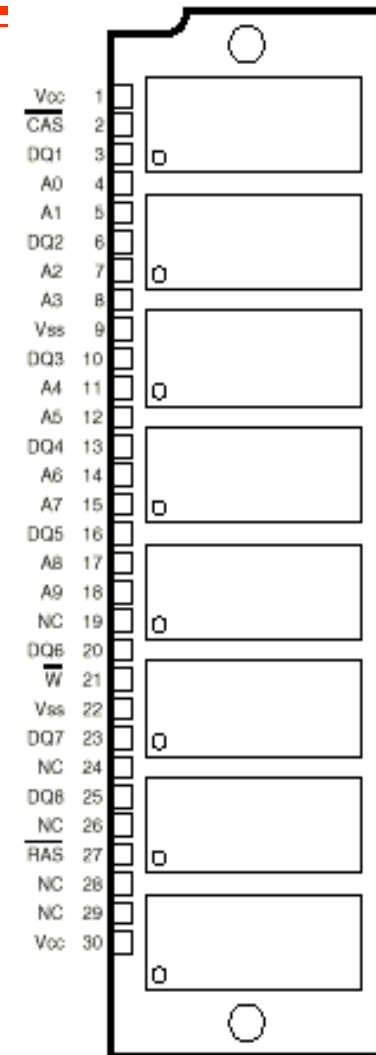 Vcc 1
CAS 2
DQ1 3
A0 4
A1 5
DQ2 6
A2 7
A3 8
Vss 9
DQ3 10
A4 11
A5 12
DQ4 13
A6 14
A7 15
DQ5 16
A8 17
A9 18
NC 19
DQ6 20
W 21
Vss 22
DQ7 23
NC 24
DQ8 25
NC 26
RAS 27
NC 28
NC 29
Vcc 30